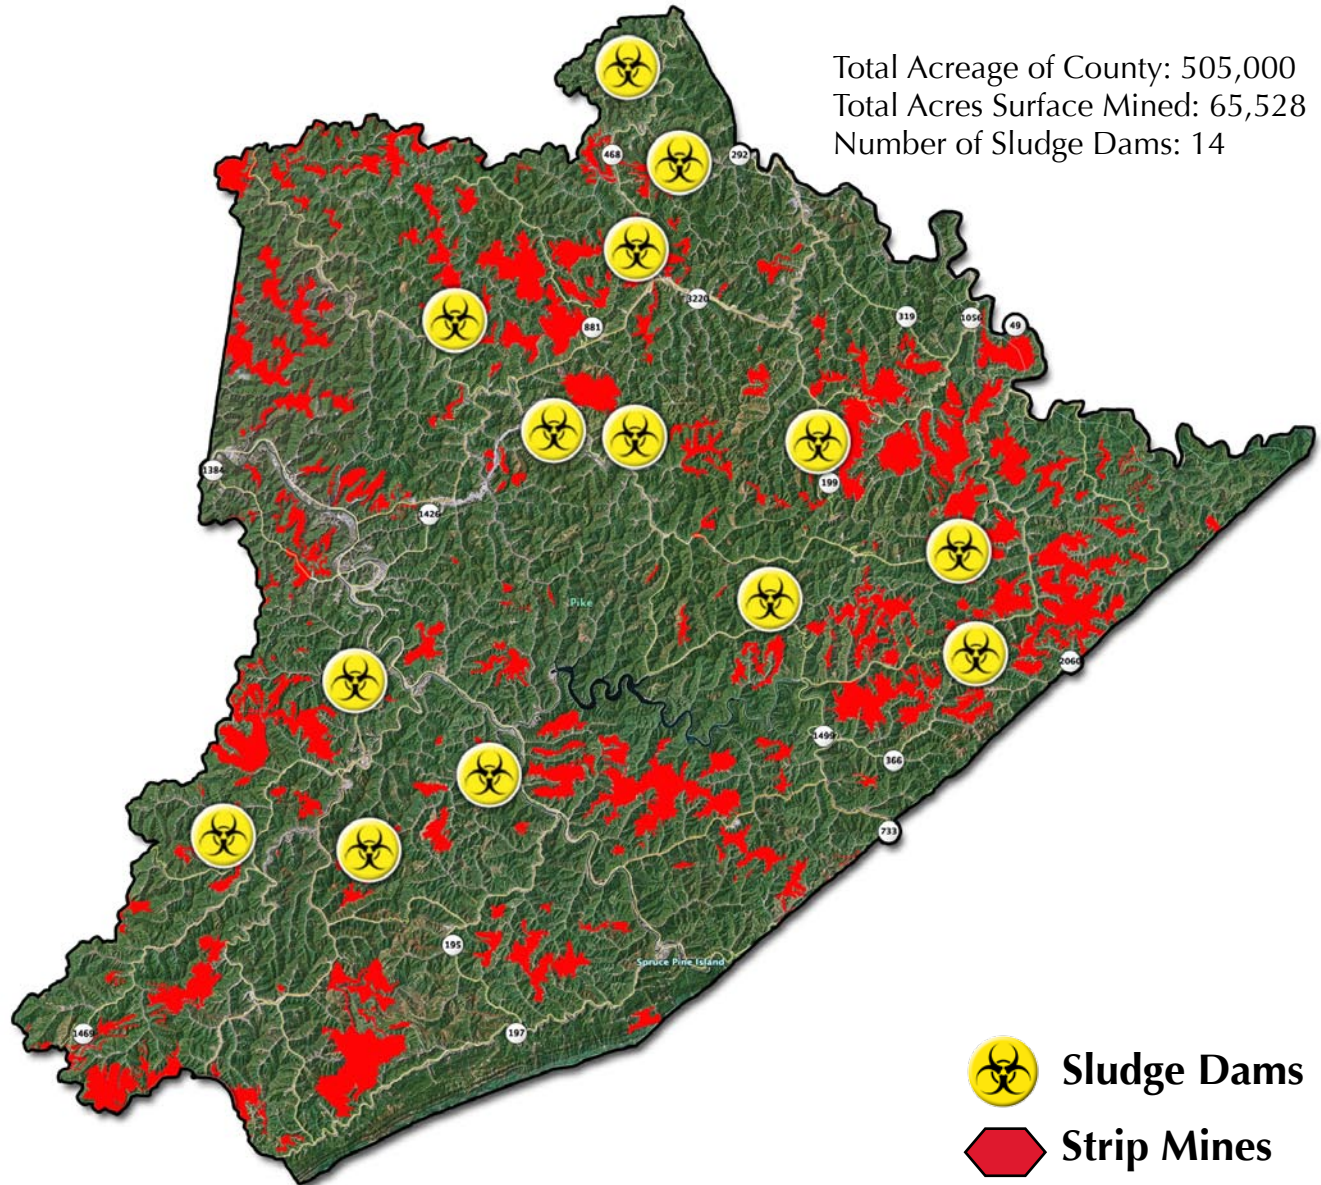 Total Acreage of County: 505,000
Total Acres Surface Mined: 65,528
Number of Sludge Dams: 14
468
292
3220
881
319
1056
49
1384
1426
199
Pike
2060
1499
366
733
195
Spruce Pine Island
1469
197
Sludge Dams
Strip Mines